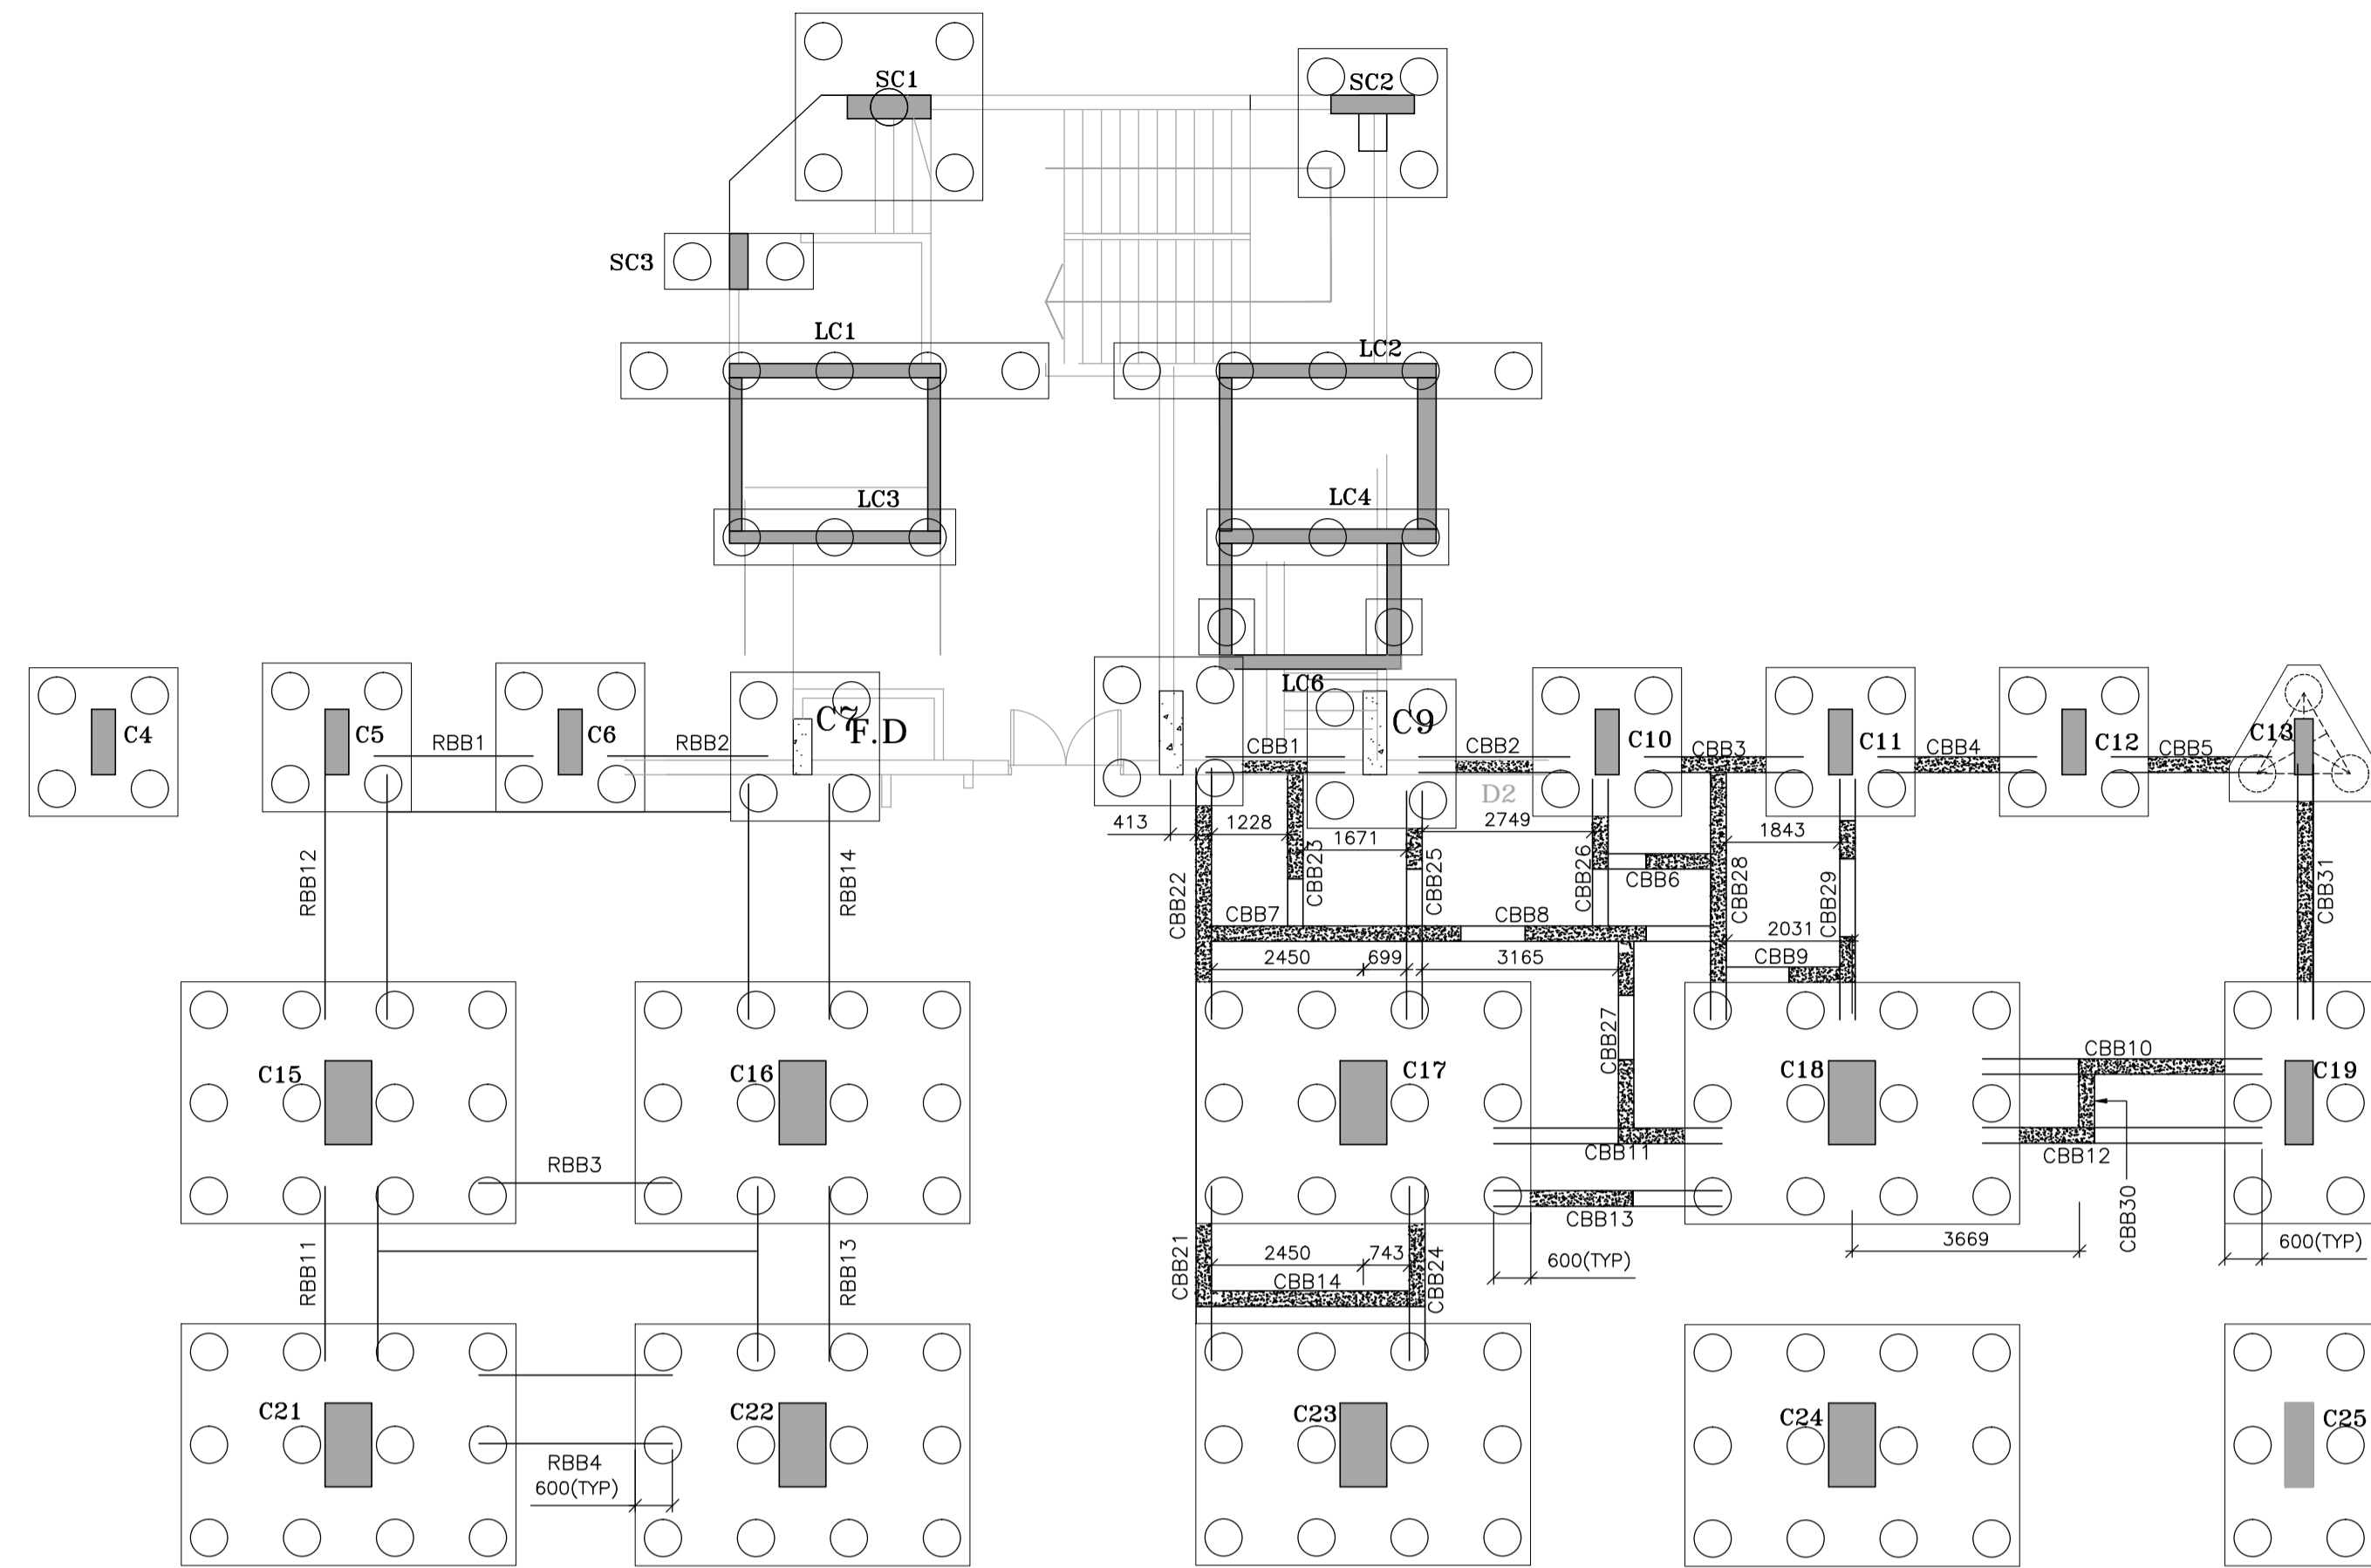 SC1
SC2
SC3
LC1
LC2
LC3
LC4
LC6
C4
C5
RBB1
C6
RBB2
C7
F.D
CBB1
C9
CBB2
C10
CBB3
C11
CBB4
C12
CBB5
C13
D2
413
1228
1671
2749
1843
RBB12
RBB14
CBB22
CBB23
CBB25
CBB26
CBB6
CBB28
CBB29
CBB31
CBB7
CBB8
2031
CBB9
2450
699
3165
CBB27
C15
C16
C17
C18
CBB10
C19
RBB3
CBB11
CBB12
CBB13
CBB30
RBB11
RBB13
CBB21
2450
743
CBB14
CBB24
600(TYP)
3669
600(TYP)
C21
C22
C23
C24
C25
RBB4
600(TYP)